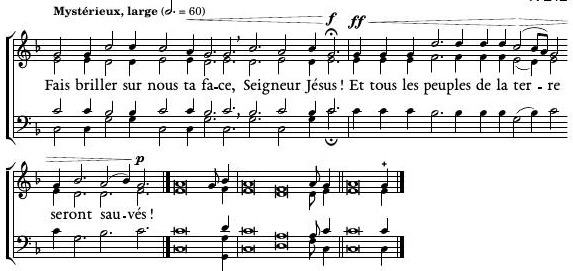 Mystérieux, large (𝅗𝅥. = 60)
f ff
Fais briller sur nous ta fa-ce, Seigneur Jésus ! Et tous les peuples de la ter - re
p
seront sau-vés !